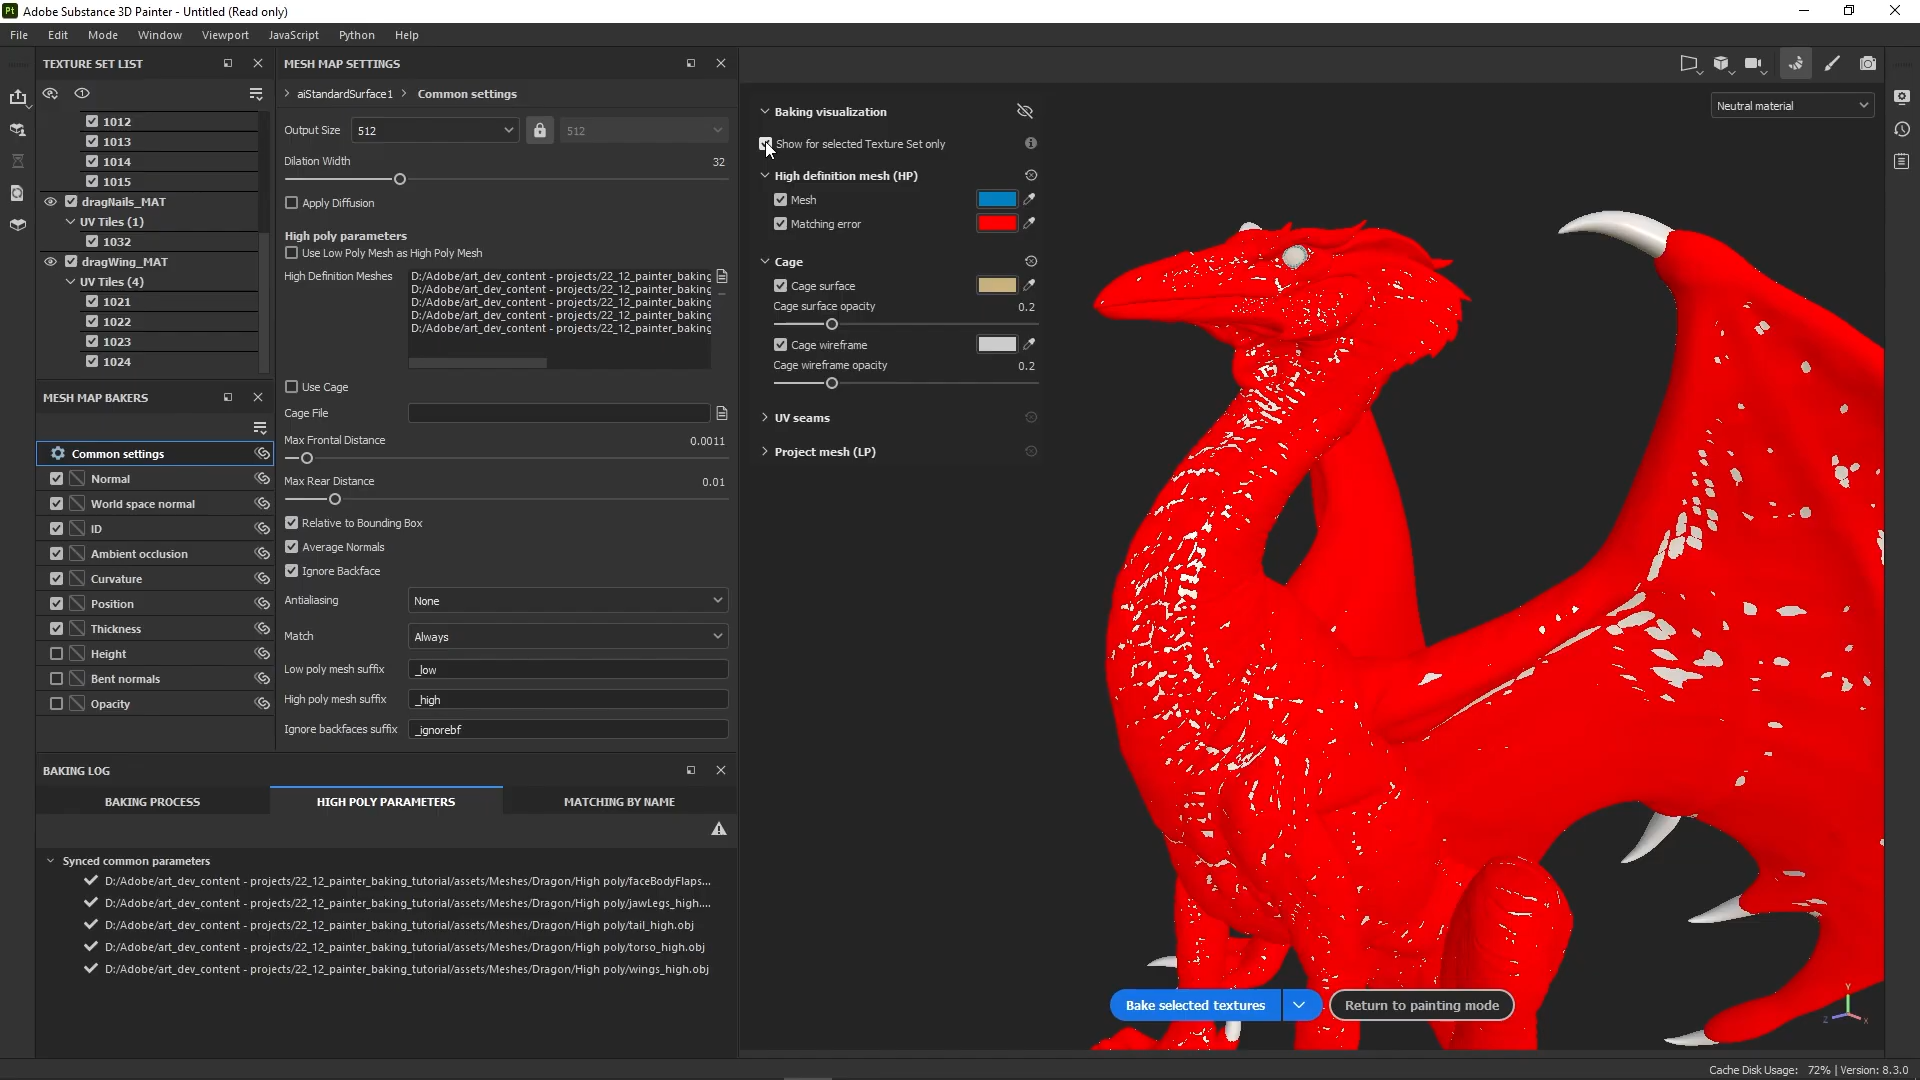 Pt Adobe Substance 3D Painter - Untitled (Read only)
File Edit Mode Window Viewport JavaScript Python Help
TEXTURE SET LIST
1012
1013
1014
1015
dragNails_MAT
UV Tiles (1)
1032
dragWing_MAT
UV Tiles (4)
1021
1022
1023
1024
MESH MAP BAKERS
Common settings
Normal
World space normal
ID
Ambient occlusion
Curvature
Position
Thickness
Height
Bent normals
Opacity
MESH MAP SETTINGS
aiStandardSurface1 > Common settings
Output Size 512 512
Dilation Width 32
Apply Diffusion
High poly parameters
Use Low Poly Mesh as High Poly Mesh
High Definition Meshes D:/Adobe/art_dev_content - projects/22_12_painter_baking
D:/Adobe/art_dev_content - projects/22_12_painter_baking
D:/Adobe/art_dev_content - projects/22_12_painter_baking
D:/Adobe/art_dev_content - projects/22_12_painter_baking
D:/Adobe/art_dev_content - projects/22_12_painter_baking
Use Cage
Cage File
Max Frontal Distance 0.0011
Max Rear Distance 0.01
Relative to Bounding Box
Average Normals
Ignore Backface
Antialiasing None
Match Always
Low poly mesh suffix _low
High poly mesh suffix _high
Ignore backfaces suffix _ignorebf
BAKING LOG
BAKING PROCESS HIGH POLY PARAMETERS MATCHING BY NAME
Synced common parameters
D:/Adobe/art_dev_content - projects/22_12_painter_baking_tutorial/assets/Meshes/Dragon/High poly/faceBodyFlaps...
D:/Adobe/art_dev_content - projects/22_12_painter_baking_tutorial/assets/Meshes/Dragon/High poly/jawLegs_high....
D:/Adobe/art_dev_content - projects/22_12_painter_baking_tutorial/assets/Meshes/Dragon/High poly/tail_high.obj
D:/Adobe/art_dev_content - projects/22_12_painter_baking_tutorial/assets/Meshes/Dragon/High poly/torso_high.obj
D:/Adobe/art_dev_content - projects/22_12_painter_baking_tutorial/assets/Meshes/Dragon/High poly/wings_high.obj
Baking visualization
Show for selected Texture Set only
High definition mesh (HP)
Mesh
Matching error
Cage
Cage surface
Cage surface opacity 0.2
Cage wireframe
Cage wireframe opacity 0.2
UV seams
Project mesh (LP)
Neutral material
Bake selected textures
Return to painting mode
Y
Z
X
Cache Disk Usage: 72% | Version: 8.3.0